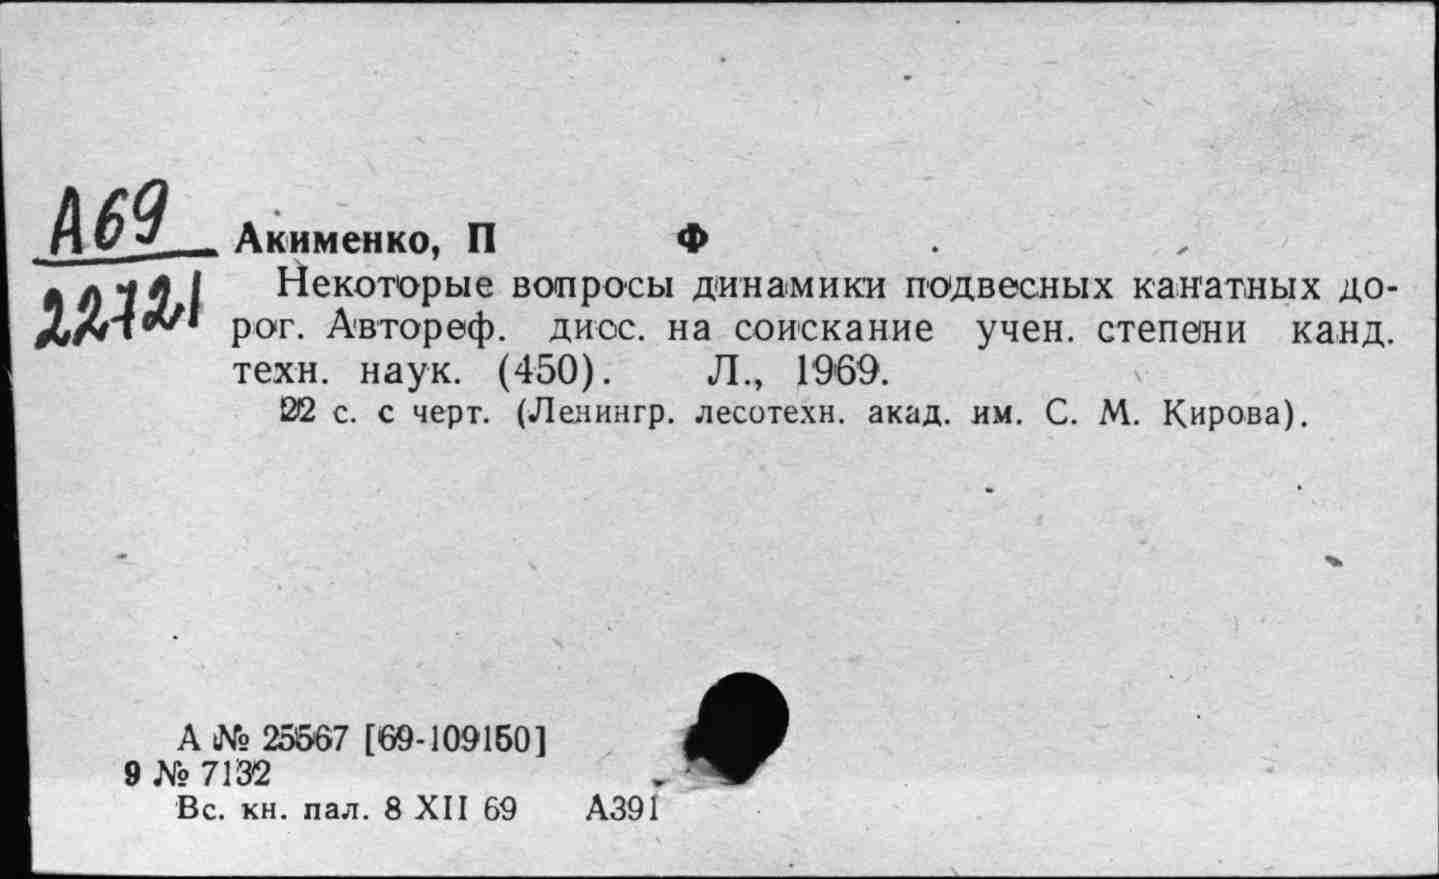 А69
22721
Акименко, П Ф
Некоторые вопросы динамики подвесных канатных до-
рог. Автореф. дисс. на соискание учен. степени канд.
техн. наук. (450). Л., 1969.
22 с. с черт. (Ленингр. лесотехн. акад. им. С. М. Кирова).
А № 25567 [69-109150]
9 № 7132
Вс. кн. пал. 8 XII 69 А391